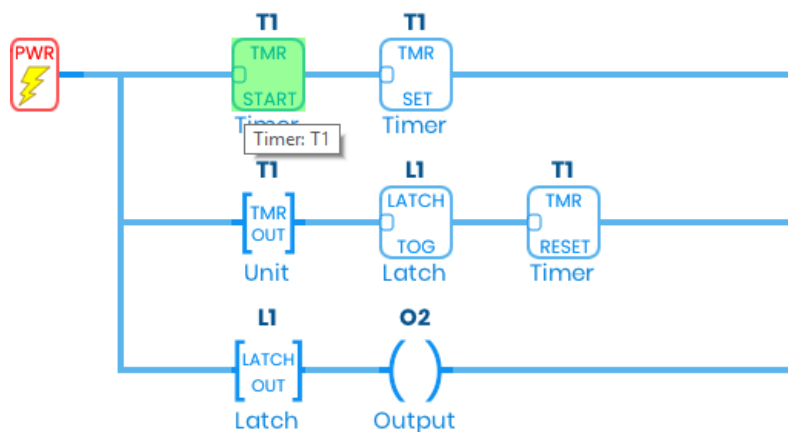 T1 T1
PWR TMR TMR
START SET
Timer Timer
Timer: T1
T1 L1 T1
TMR LATCH TMR
OUT TOG RESET
Unit Latch Timer
L1 O2
LATCH
OUT
Latch Output